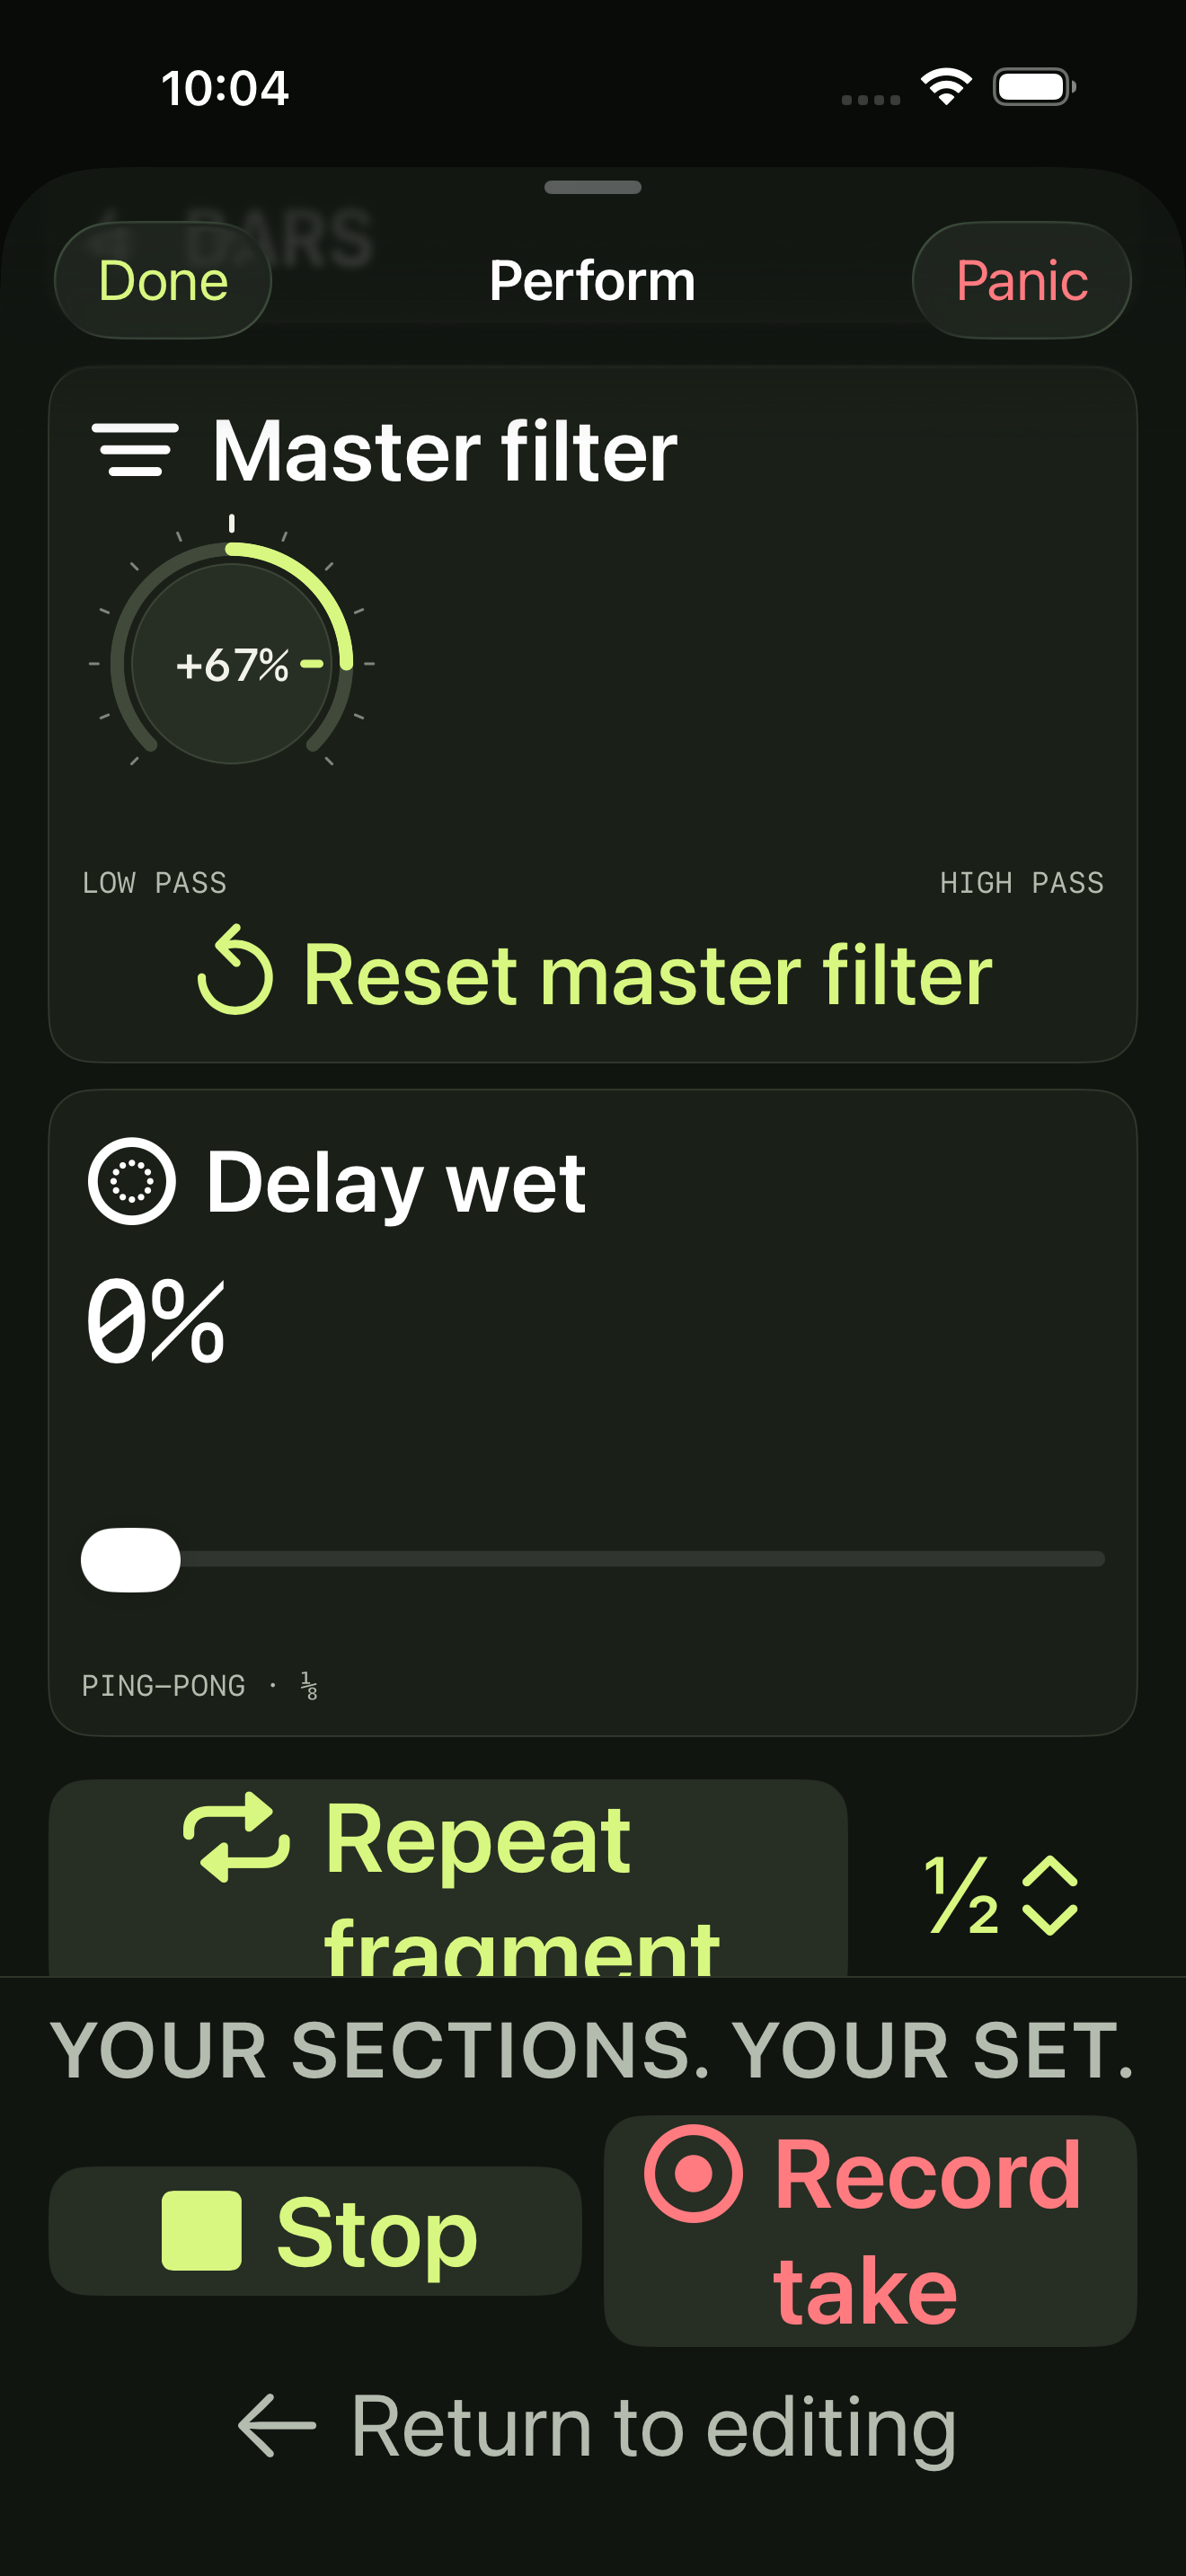 10:04
BARS
Done
Perform
Panic
Master filter
+67%
LOW PASS
HIGH PASS
Reset master filter
Delay wet
0%
PING–PONG · ⅛
Repeat
fragment
½
YOUR SECTIONS. YOUR SET.
Stop
Record
take
Return to editing